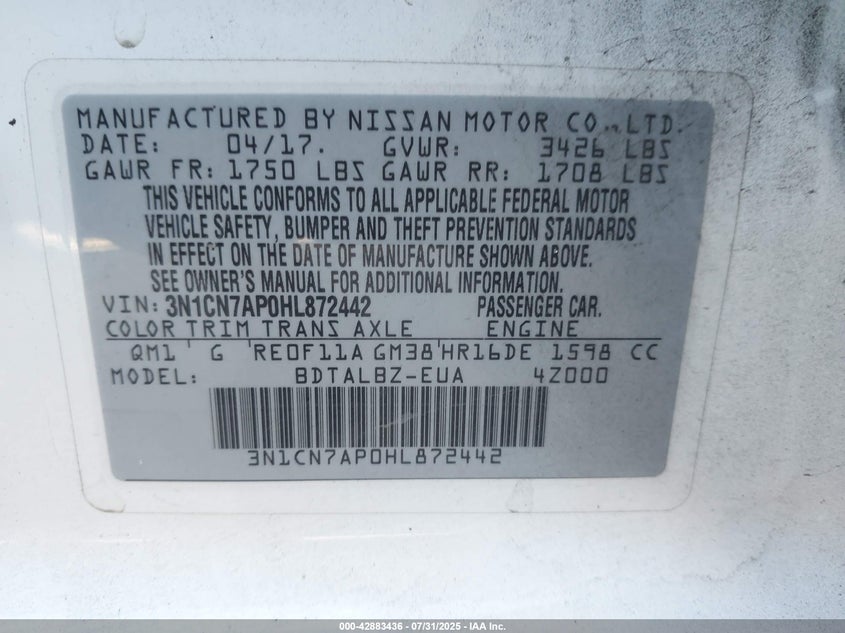 MANUFACTURED BY NISSAN MOTOR CO., LTD.
DATE: 04/17. GVWR: 3426 LBS
GAWR FR: 1750 LBS GAWR RR: 1708 LBS
THIS VEHICLE CONFORMS TO ALL APPLICABLE FEDERAL MOTOR
VEHICLE SAFETY, BUMPER AND THEFT PREVENTION STANDARDS
IN EFFECT ON THE DATE OF MANUFACTURE SHOWN ABOVE.
SEE OWNER'S MANUAL FOR ADDITIONAL INFORMATION.
VIN: 3N1CN7AP0HL872442 PASSENGER CAR.
COLOR TRIM TRANS AXLE ENGINE
QM1 G RE0F11A GM38 HR16DE 1598 CC
MODEL: BDTALBZ-EUA 4Z000
3N1CN7AP0HL872442
000-42883436 - 07/31/2025 - IAA Inc.